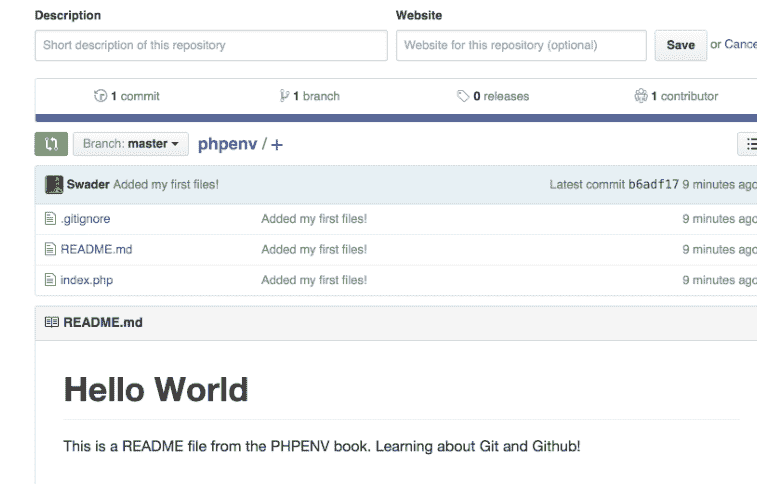 Description Website
Short description of this repository Website for this repository (optional) Save or Cance
1 commit 1 branch 0 releases 1 contributor
Branch: master phpenv / +
Swader Added my first files! Latest commit b6adf17 9 minutes ago
.gitignore Added my first files! 9 minutes ago
README.md Added my first files! 9 minutes ago
index.php Added my first files! 9 minutes ago
README.md
Hello World
This is a README file from the PHPENV book. Learning about Git and Github!